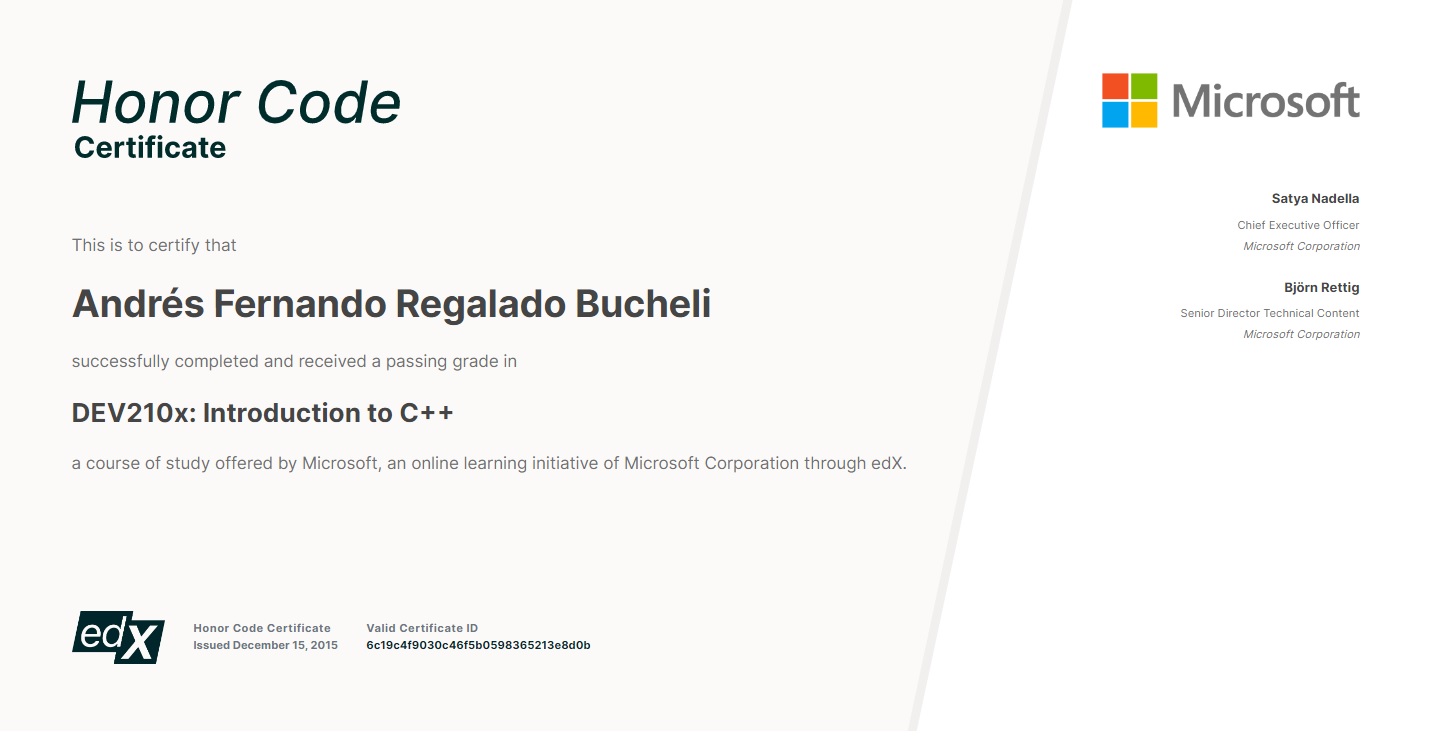 Honor Code
Certificate
This is to certify that
Andrés Fernando Regalado Bucheli
successfully completed and received a passing grade in
DEV210x: Introduction to C++
a course of study offered by Microsoft, an online learning initiative of Microsoft Corporation through edX.
edX
Honor Code Certificate
Issued December 15, 2015
Valid Certificate ID
6c19c4f9030c46f5b0598365213e8d0b
Microsoft
Satya Nadella
Chief Executive Officer
Microsoft Corporation
Björn Rettig
Senior Director Technical Content
Microsoft Corporation